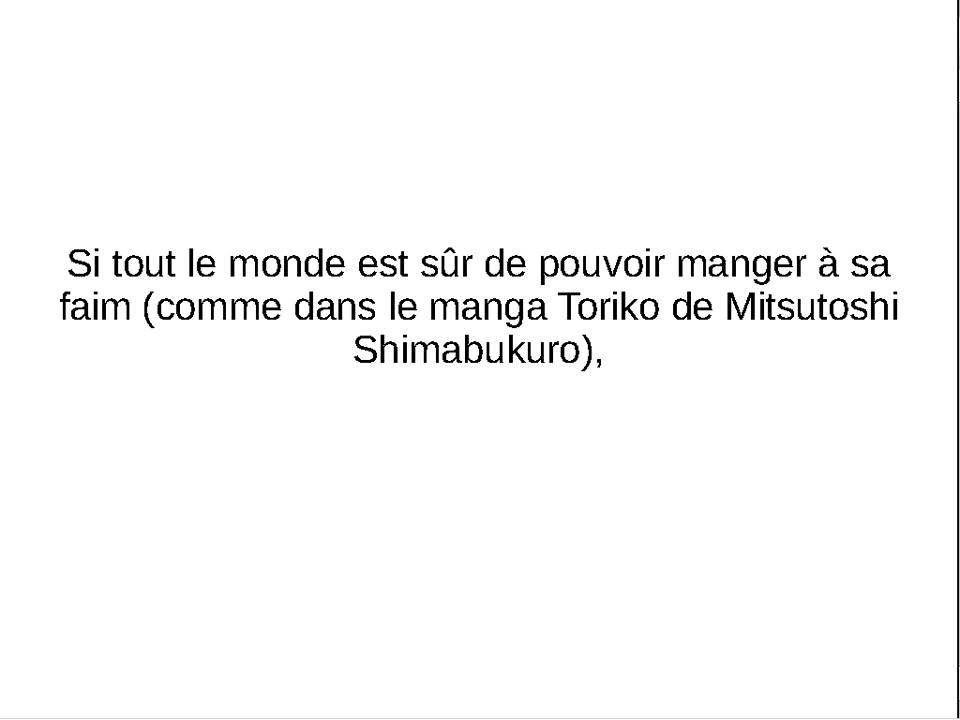 Si tout le monde est sûr de pouvoir manger à sa
faim (comme dans le manga Toriko de Mitsutoshi
Shimabukuro),